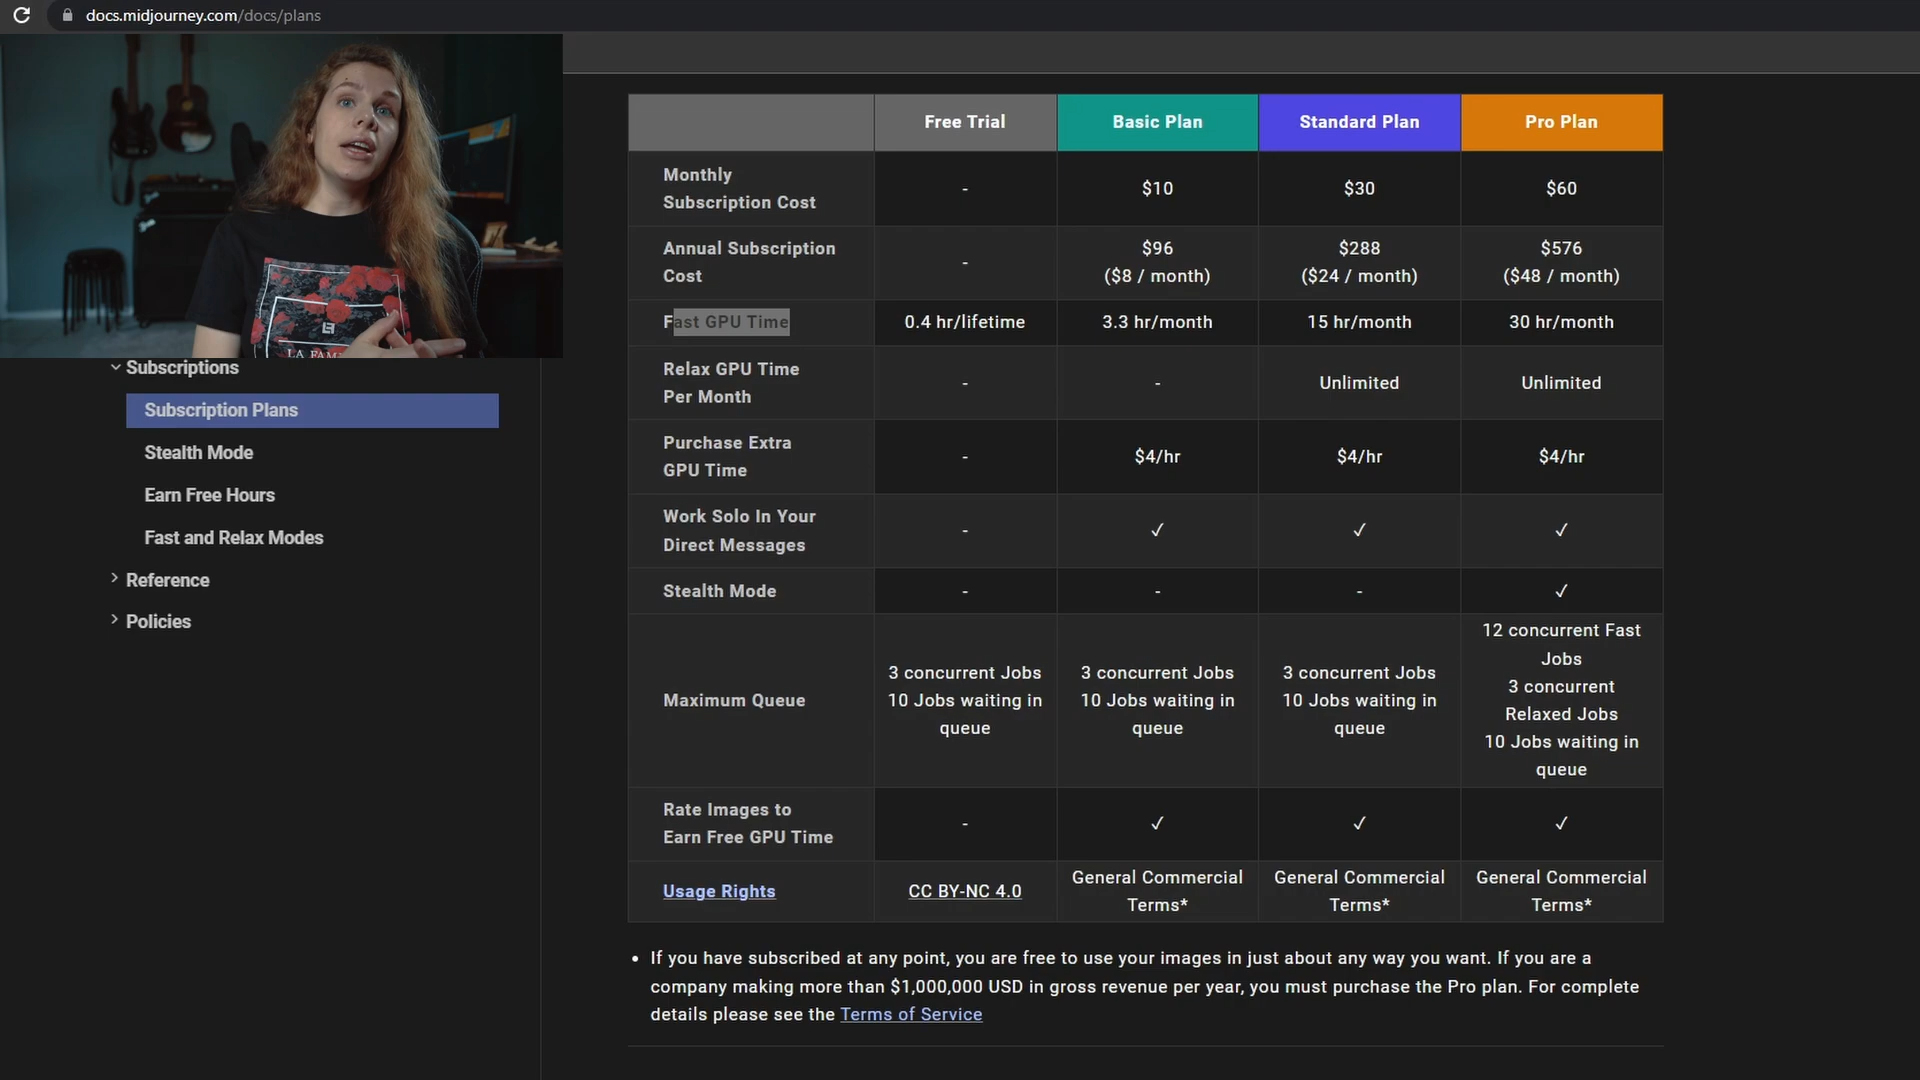 docs.midjourney.com/docs/plans
LA FAM
Subscriptions
Subscription Plans
Stealth Mode
Earn Free Hours
Fast and Relax Modes
Reference
Policies
Free Trial Basic Plan Standard Plan Pro Plan
Monthly
Subscription Cost
- $10 $30 $60
Annual Subscription
Cost
- $96 $288 $576
($8 / month) ($24 / month) ($48 / month)
Fast GPU Time 0.4 hr/lifetime 3.3 hr/month 15 hr/month 30 hr/month
Relax GPU Time
Per Month
- - Unlimited Unlimited
Purchase Extra
GPU Time
- $4/hr $4/hr $4/hr
Work Solo In Your
Direct Messages
- ✓ ✓ ✓
Stealth Mode - - - ✓
Maximum Queue
3 concurrent Jobs
10 Jobs waiting in
queue
3 concurrent Jobs
10 Jobs waiting in
queue
3 concurrent Jobs
10 Jobs waiting in
queue
12 concurrent Fast
Jobs
3 concurrent
Relaxed Jobs
10 Jobs waiting in
queue
Rate Images to
Earn Free GPU Time
- ✓ ✓ ✓
Usage Rights
CC BY-NC 4.0
General Commercial
Terms*
General Commercial
Terms*
General Commercial
Terms*
• If you have subscribed at any point, you are free to use your images in just about any way you want. If you are a
company making more than $1,000,000 USD in gross revenue per year, you must purchase the Pro plan. For complete
details please see the Terms of Service